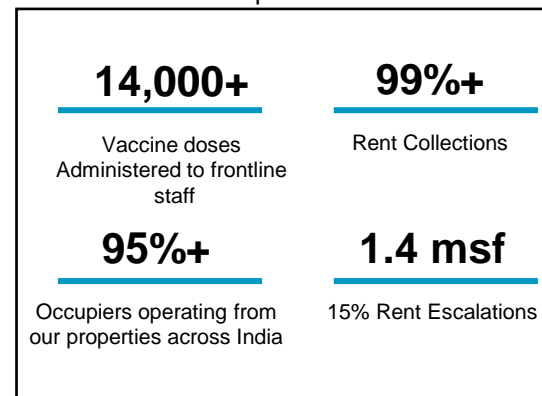 14,000+
Vaccine doses
Administered to frontline
staff
99%+
Rent Collections
95%+
Occupiers operating from
our properties across India
1.4 msf
15% Rent Escalations